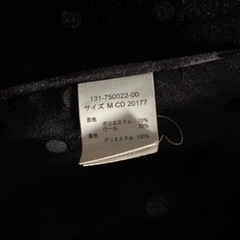 131-750022-00
サイズ M CD 20177
表地 ポリエステル 70%
ウール 30%
裏地 ポリエステル 100%